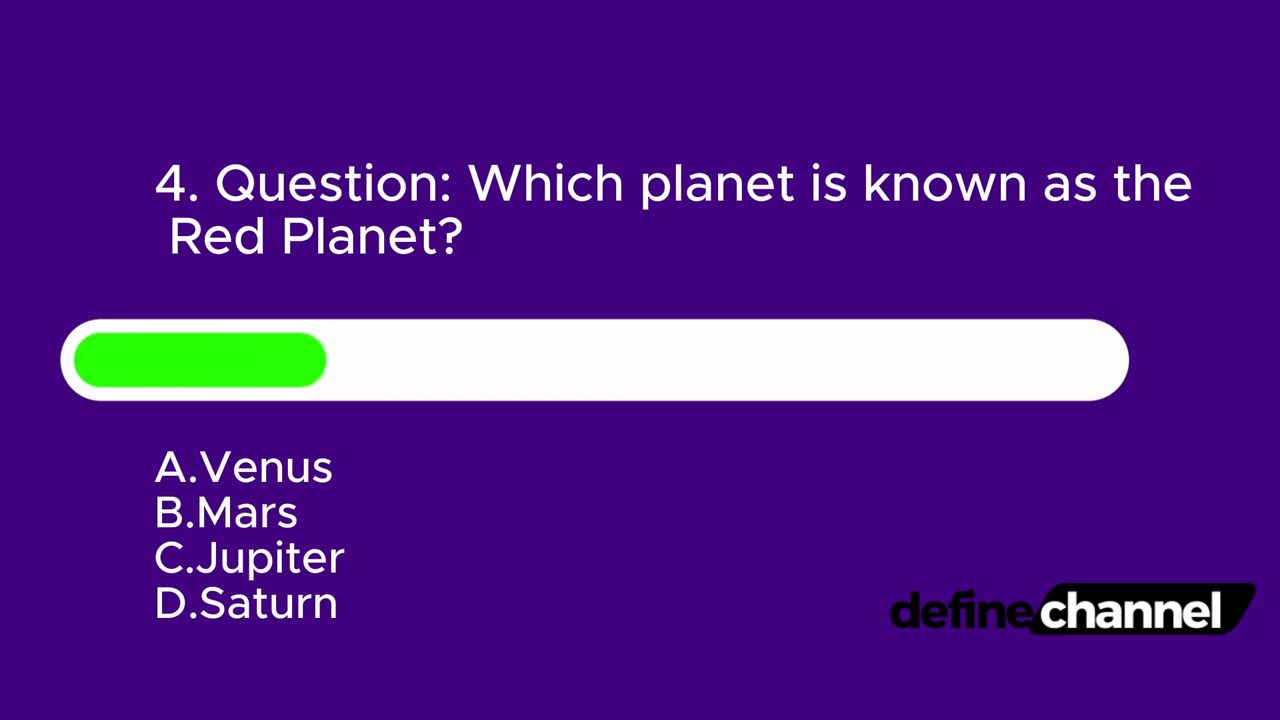 4. Question: Which planet is known as the
Red Planet?
A.Venus
B.Mars
C.Jupiter
D.Saturn
definechannel